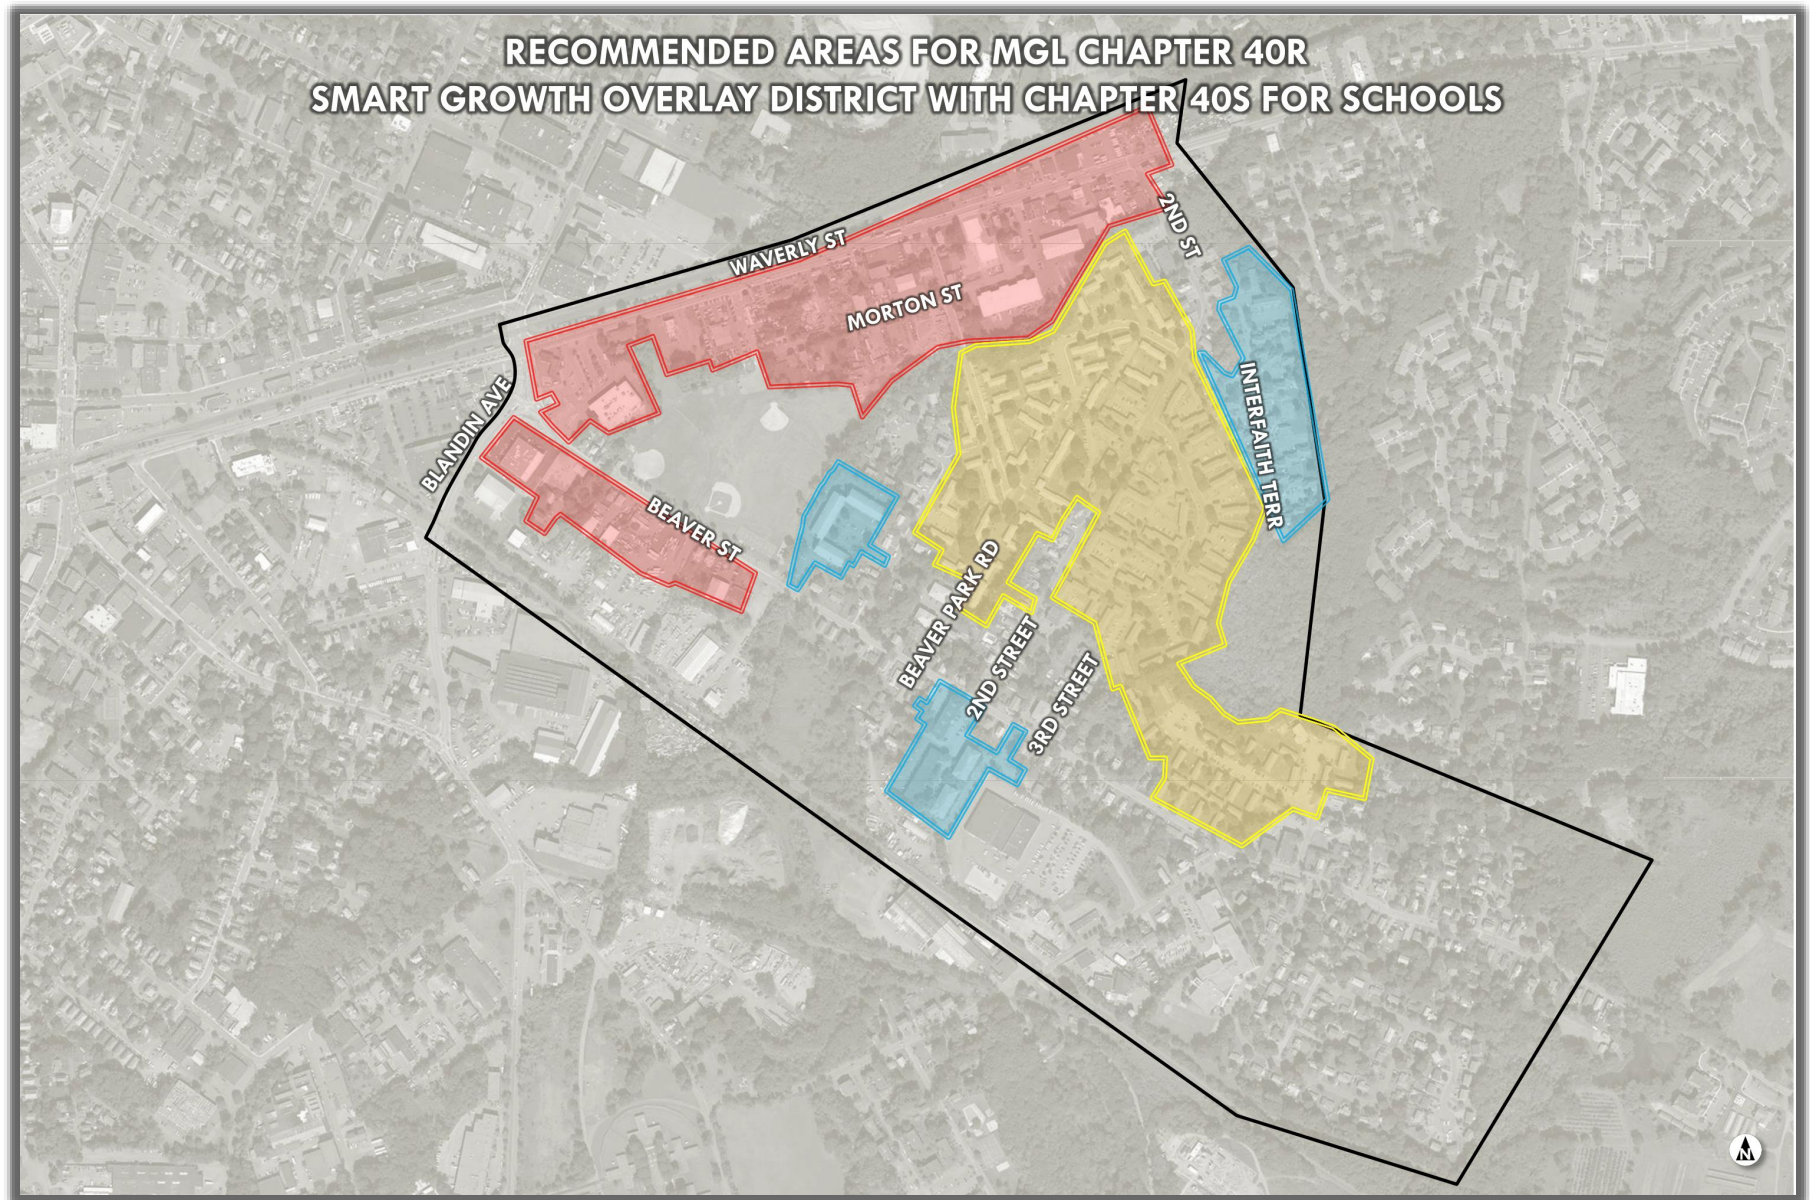 RECOMMENDED AREAS FOR MGL CHAPTER 40R
SMART GROWTH OVERLAY DISTRICT WITH CHAPTER 40S FOR SCHOOLS
2ND ST
WAVERLY ST
MORTON ST
BLANDIN AVE
INTERFAITH TERR
BEAVER ST
BEAVER PARK RD
2ND STREET
3RD STREET
N